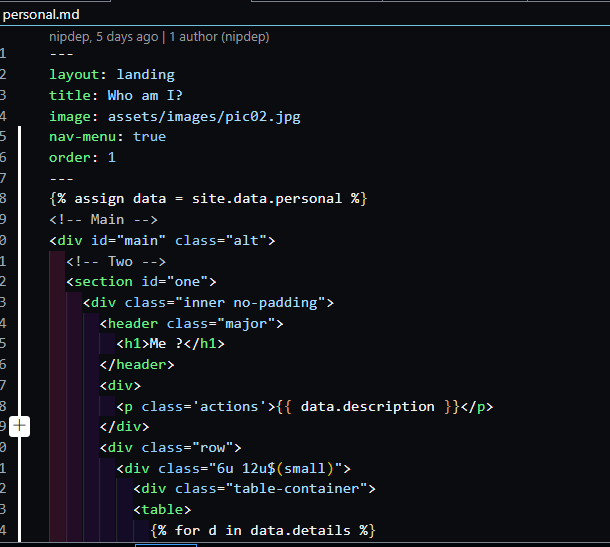 personal.md
nipdep, 5 days ago | 1 author (nipdep)
1 ---
2 layout: landing
3 title: Who am I?
4 image: assets/images/pic02.jpg
5 nav-menu: true
6 order: 1
7 ---
8 {% assign data = site.data.personal %}
9 <!-- Main -->
0 <div id="main" class="alt">
1 <!-- Two -->
2 <section id="one">
3 <div class="inner no-padding">
4 <header class="major">
5 <h1>Me ?</h1>
6 </header>
7 <div>
8 <p class='actions'>{{ data.description }}</p>
9 </div>
0 <div class="row">
1 <div class="6u 12u$(small)">
2 <div class="table-container">
3 <table>
4 {% for d in data.details %}